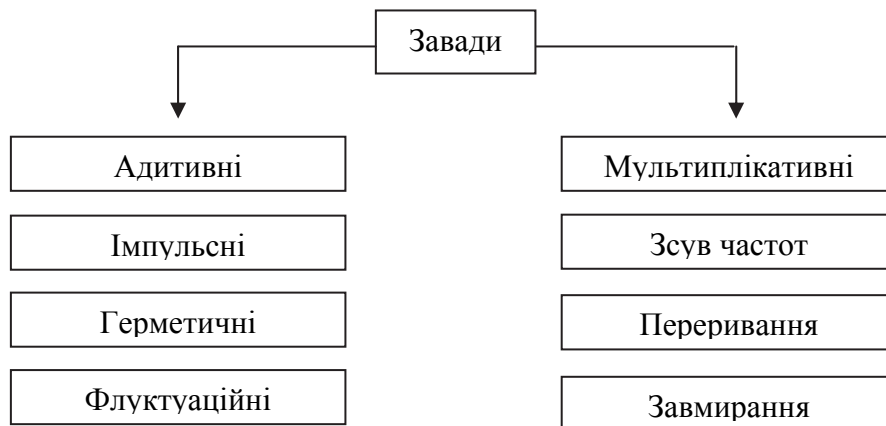 Завади
Адитивні
Мультиплікативні
Імпульсні
Зсув частот
Герметичні
Переривання
Флуктуаційні
Завмирання